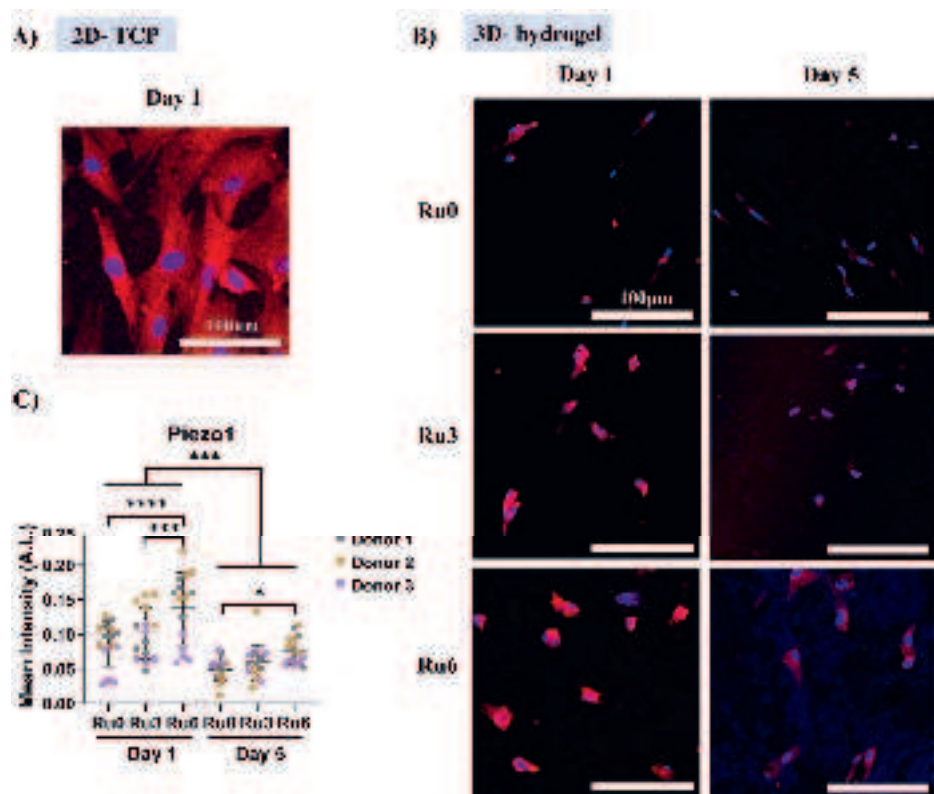 A) 2D- TCP
Day 1
B) 3D- hydrogel
Day 1 Day 5
Ru0
100µm
Ru3
Ru6
C)
Piezo1
***
****
***
*
Mean Intensity (A.U.)
0.25
0.20
0.15
0.10
0.05
0.00
Donor 1
Donor 2
Donor 3
Ru0 Ru3 Ru6 Ru0 Ru3 Ru6
Day 1 Day 5